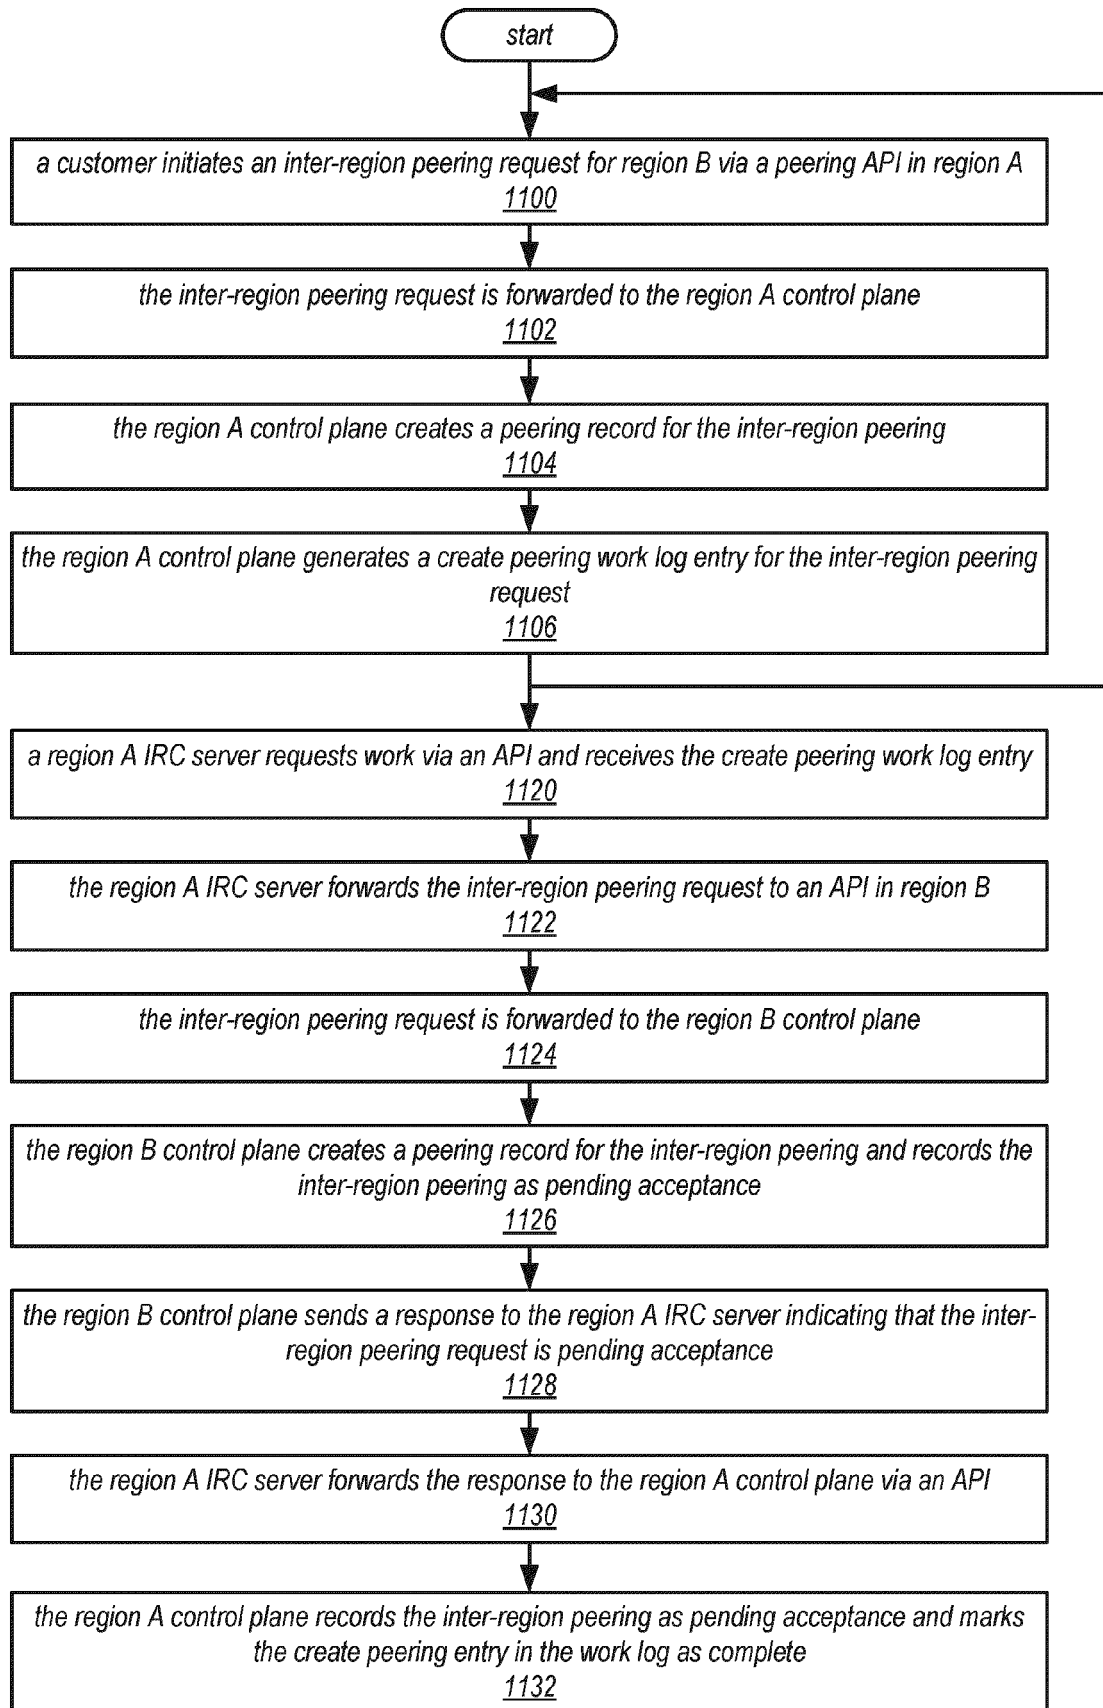 start
a customer initiates an inter-region peering request for region B via a peering API in region A
1100
the inter-region peering request is forwarded to the region A control plane
1102
the region A control plane creates a peering record for the inter-region peering
1104
the region A control plane generates a create peering work log entry for the inter-region peering
request
1106
a region A IRC server requests work via an API and receives the create peering work log entry
1120
the region A IRC server forwards the inter-region peering request to an API in region B
1122
the inter-region peering request is forwarded to the region B control plane
1124
the region B control plane creates a peering record for the inter-region peering and records the
inter-region peering as pending acceptance
1126
the region B control plane sends a response to the region A IRC server indicating that the inter-
region peering request is pending acceptance
1128
the region A IRC server forwards the response to the region A control plane via an API
1130
the region A control plane records the inter-region peering as pending acceptance and marks
the create peering entry in the work log as complete
1132